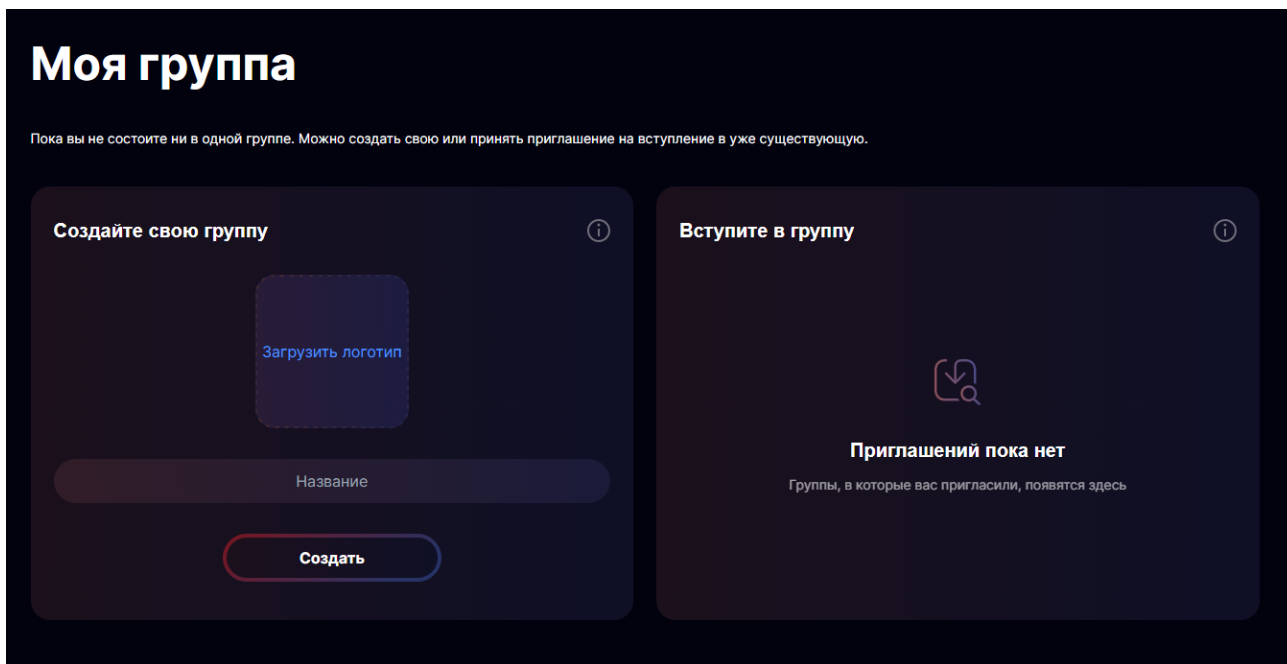 Моя группа
Пока вы не состоите ни в одной группе. Можно создать свою или принять приглашение на вступление в уже существующую.
Создайте свою группу
Загрузить логотип
Название
Создать
Вступите в группу
Приглашений пока нет
Группы, в которые вас пригласили, появятся здесь